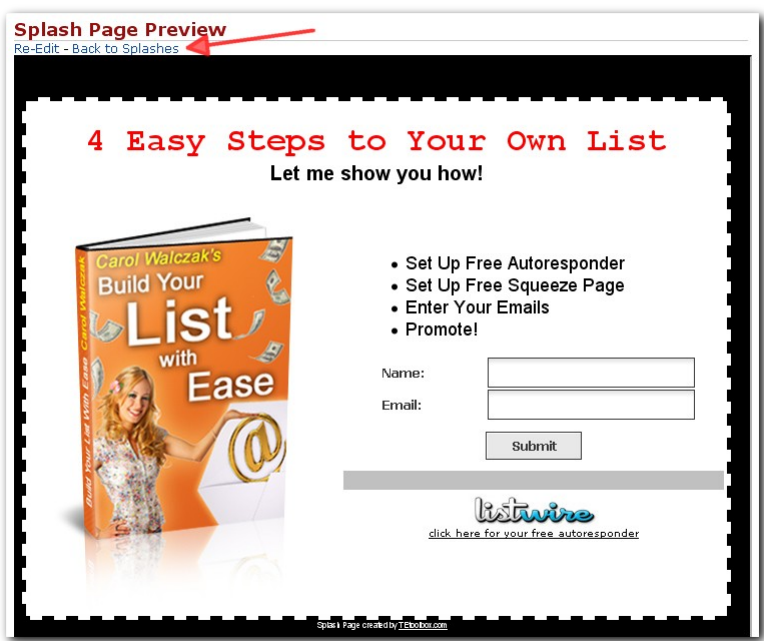 Splash Page Preview
Re-Edit - Back to Splashes
4 Easy Steps to Your Own List
Let me show you how!
Carol Walczak's
Build Your
List
with
Ease
@
Build Your List With Ease Carol Walczak
• Set Up Free Autoresponder
• Set Up Free Squeeze Page
• Enter Your Emails
• Promote!
Name:
Email:
Submit
listwire
click here for your free autoresponder
Splash Page created by TEtoolbox.com